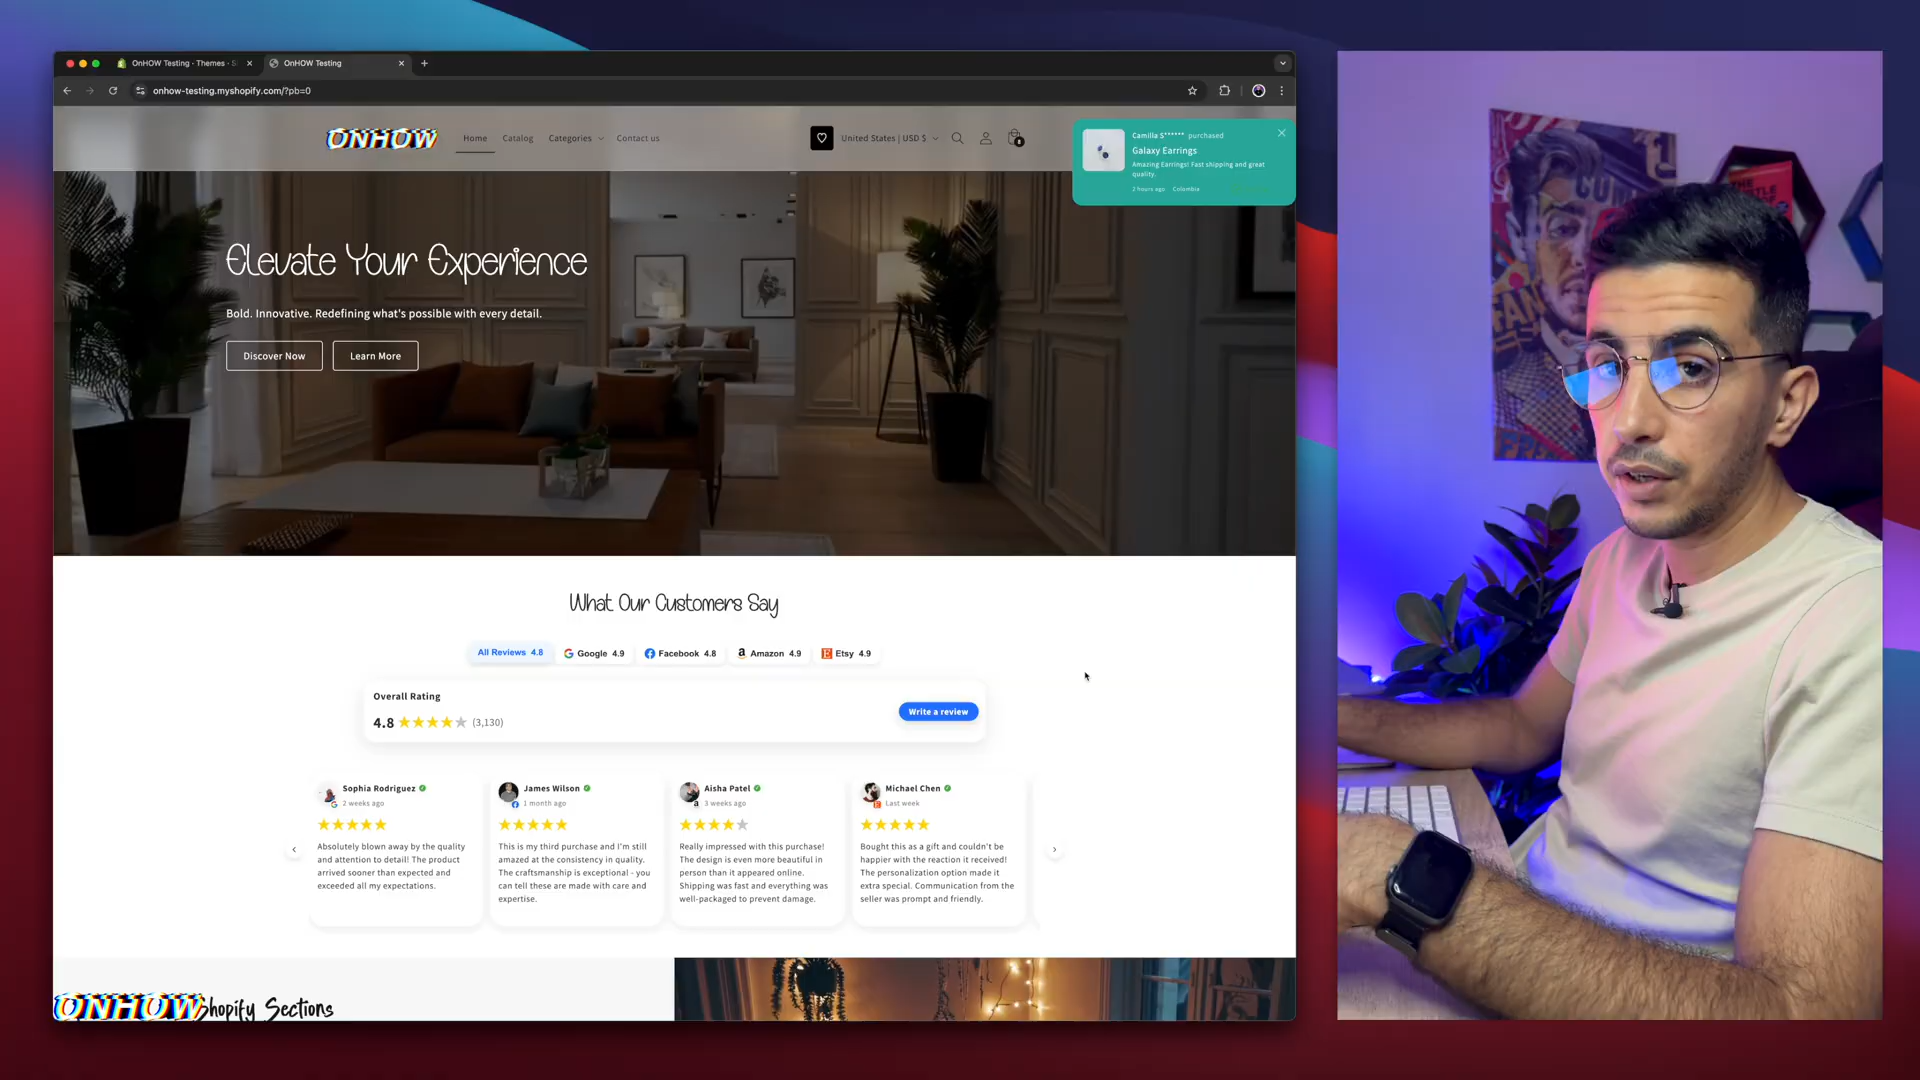 OnHOW Testing · Themes · S
OnHOW Testing
onhow-testing.myshopify.com/?pb=0
ONHOW
Home
Catalog
Categories
Contact us
United States | USD $
Camilla S****** purchased
Galaxy Earrings
Amazing Earrings! Fast shipping and great
quality.
2 hours ago Colombia
Elevate Your Experience
Bold. Innovative. Redefining what's possible with every detail.
Discover Now
Learn More
What Our Customers Say
All Reviews 4.8
Google 4.9
Facebook 4.8
Amazon 4.9
Etsy 4.9
Overall Rating
4.8 ★★★★★ (3,130)
Write a review
Sophia Rodriguez
2 weeks ago
Absolutely blown away by the quality
and attention to detail! The product
arrived sooner than expected and
exceeded all my expectations.
James Wilson
1 month ago
This is my third purchase and I'm still
amazed at the consistency in quality.
The craftsmanship is exceptional - you
can tell these are made with care and
expertise.
Aisha Patel
3 weeks ago
Really impressed with this purchase!
The design is even more beautiful in
person than it appeared online.
Shipping was fast and everything was
well-packaged to prevent damage.
Michael Chen
Last week
Bought this as a gift and couldn't be
happier with the reaction it received!
The personalization option made it
extra special. Communication from the
seller was prompt and friendly.
ONHOW Shopify Sections